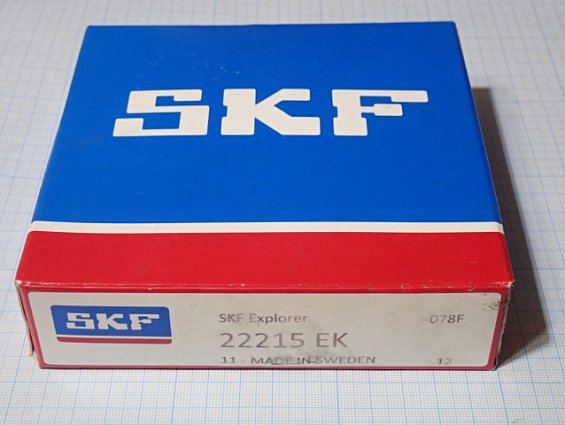 SKF
SKF
SKF Explorer 078F
22215 EK
11 - MADE IN SWEDEN 12